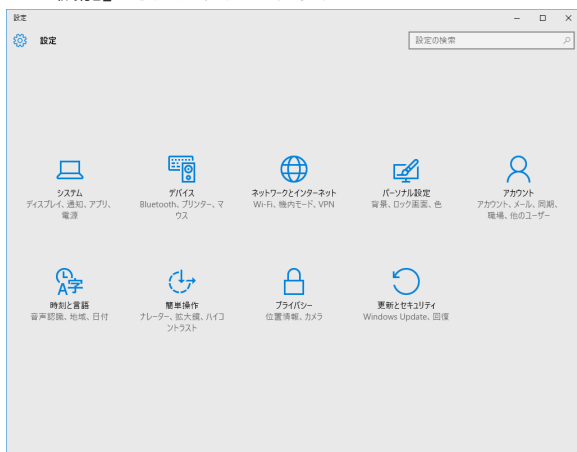 設定
設定
設定の検索
システム
ディスプレイ、通知、アプリ、
電源
デバイス
Bluetooth、プリンター、マ
ウス
ネットワークとインターネット
Wi-Fi、機内モード、VPN
パーソナル設定
背景、ロック画面、色
アカウント
アカウント、メール、同期、
職場、他のユーザー
時刻と言語
音声認識、地域、日付
簡単操作
ナレーター、拡大鏡、ハイコ
ントラスト
プライバシー
位置情報、カメラ
更新とセキュリティ
Windows Update、回復